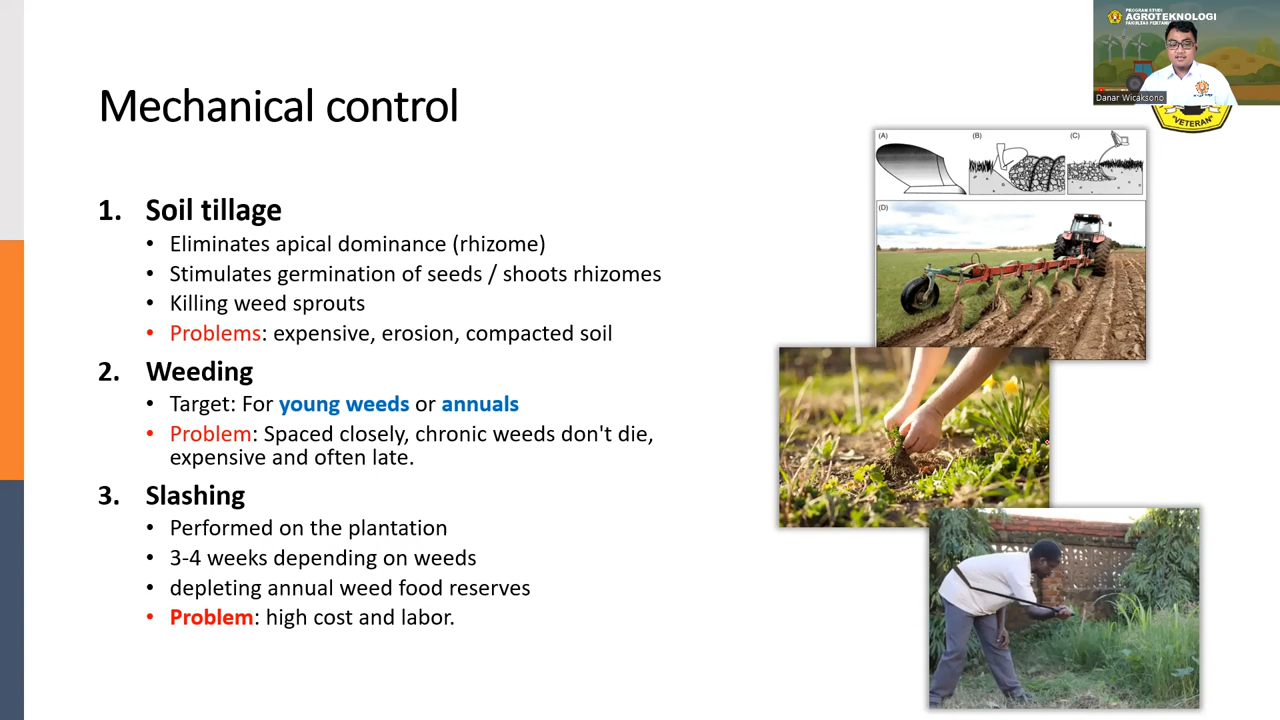 PROGRAM STUDI
AGROTEKNOLOGI
Danar Wicaksono
"VETERAN"
Mechanical control
(A)
(B)
(C)
(D)
1. Soil tillage
• Eliminates apical dominance (rhizome)
• Stimulates germination of seeds / shoots rhizomes
• Killing weed sprouts
• Problems: expensive, erosion, compacted soil
2. Weeding
• Target: For young weeds or annuals
• Problem: Spaced closely, chronic weeds don't die,
expensive and often late.
3. Slashing
• Performed on the plantation
• 3-4 weeks depending on weeds
• depleting annual weed food reserves
• Problem: high cost and labor.